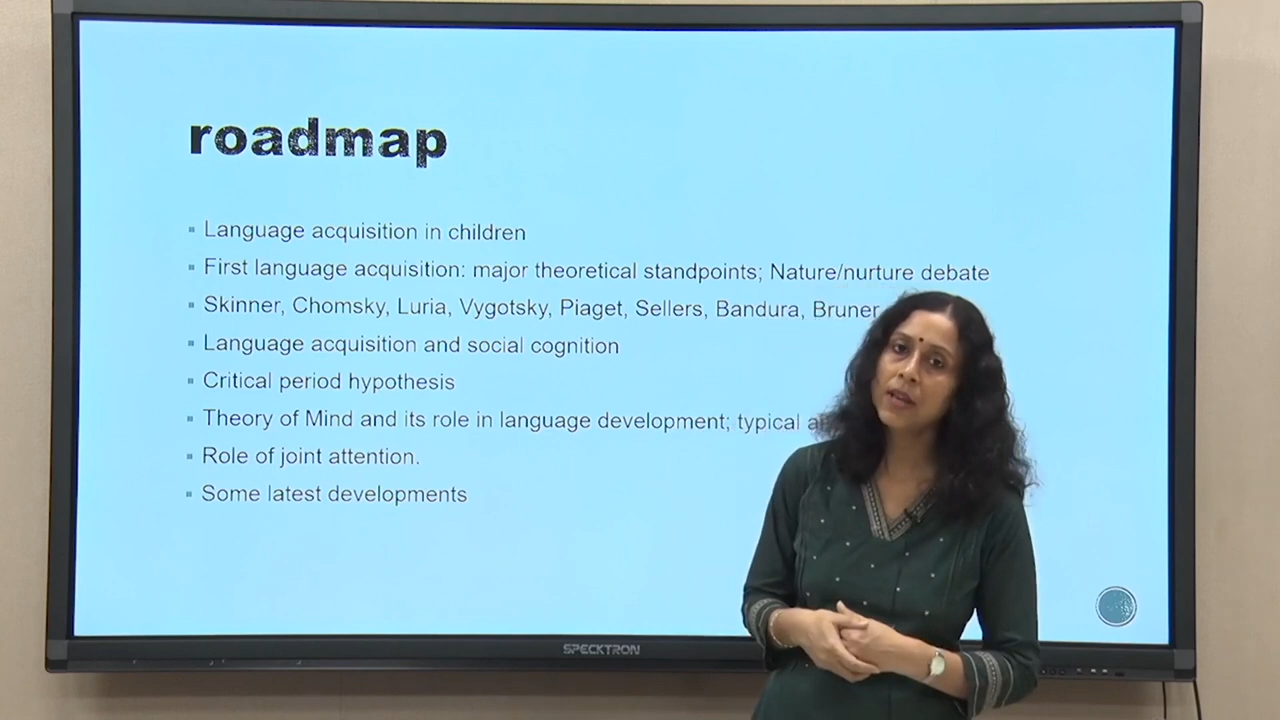 roadmap
Language acquisition in children
First language acquisition: major theoretical standpoints; Nature/nurture debate
Skinner, Chomsky, Luria, Vygotsky, Piaget, Sellers, Bandura, Bruner
Language acquisition and social cognition
Critical period hypothesis
Theory of Mind and its role in language development; typical
Role of joint attention.
Some latest developments
SPECKTRON